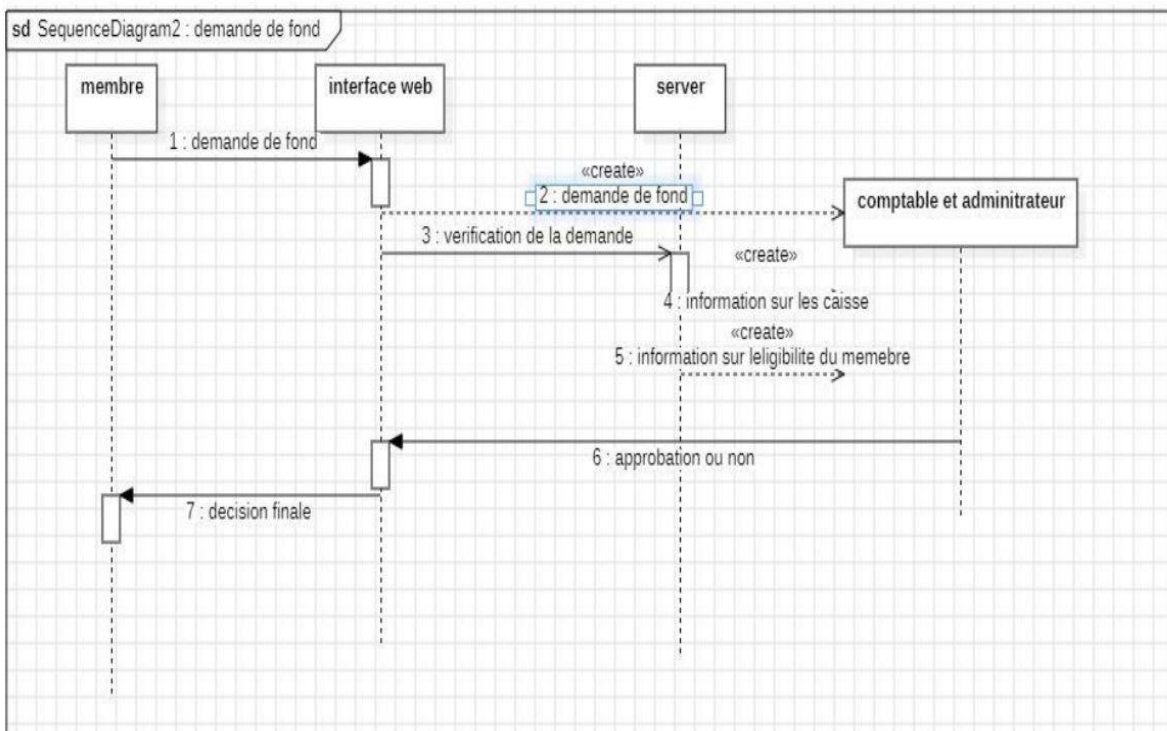 sd SequenceDiagram2 : demande de fond
membre
interface web
server
1 : demande de fond
«create»
2 : demande de fond
comptable et adminitrateur
3 : verification de la demande
«create»
4 : information sur les caisse
«create»
5 : information sur leligibilite du memebre
6 : approbation ou non
7 : decision finale